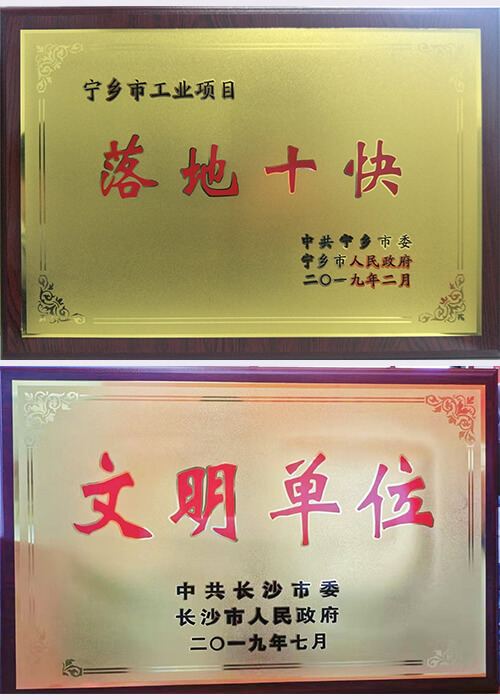 宁乡市工业项目
落地十快
中共宁乡市委
宁乡市人民政府
二〇一九年二月
文明单位
中共长沙市委
长沙市人民政府
二〇一九年七月